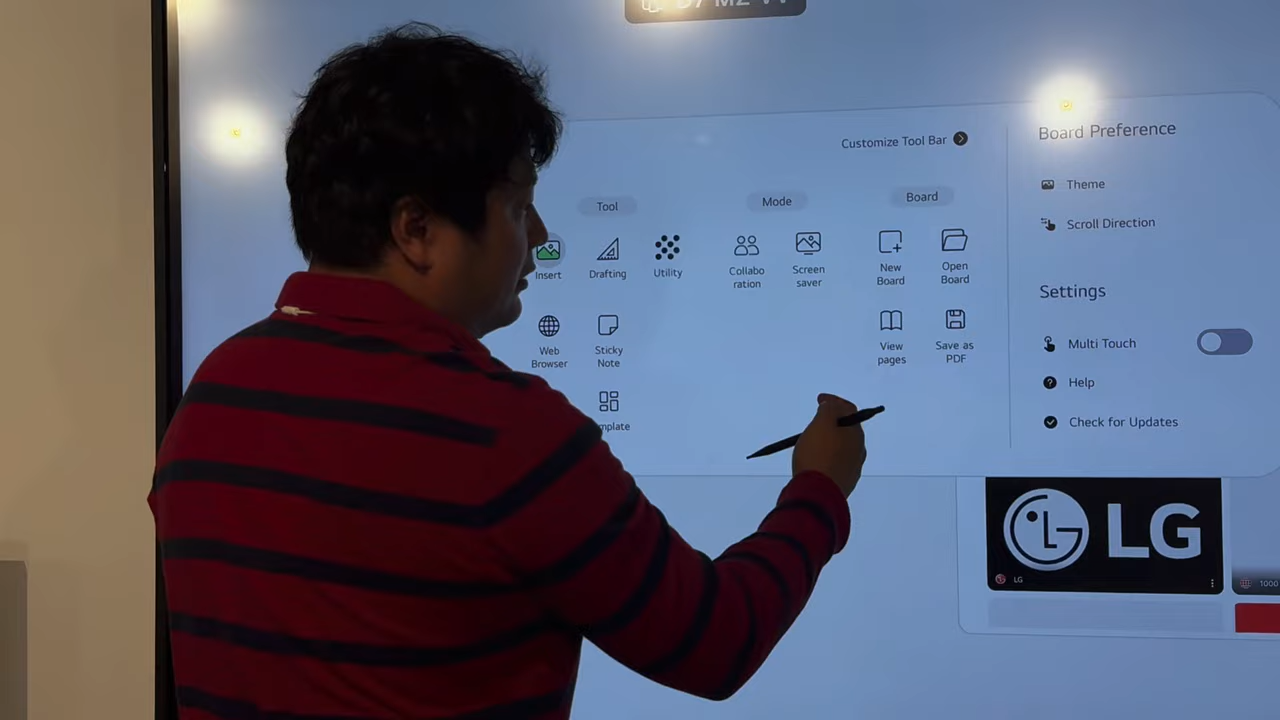 Customize Tool Bar
Tool
Mode
Board
Insert
Drafting
Utility
Web
Browser
Sticky
Note
Collabo
ration
Screen
saver
New
Board
Open
Board
View
pages
Save as
PDF
Board Preference
Theme
Scroll Direction
Settings
Multi Touch
Help
Check for Updates
LG
LG
1000